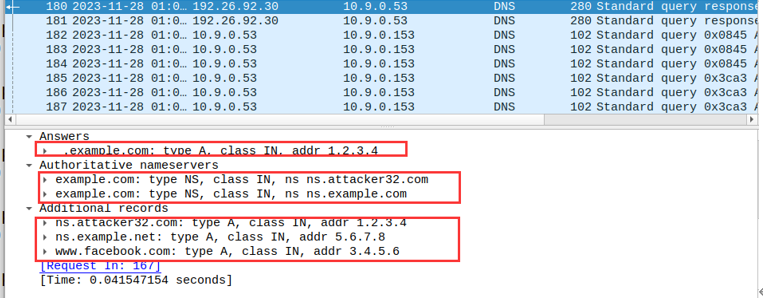 180 2023-11-28 01:0… 192.26.92.30 10.9.0.53 DNS 280 Standard query response
181 2023-11-28 01:0… 192.26.92.30 10.9.0.53 DNS 280 Standard query response
182 2023-11-28 01:0… 10.9.0.53 10.9.0.153 DNS 102 Standard query 0x0845 A
183 2023-11-28 01:0… 10.9.0.53 10.9.0.153 DNS 102 Standard query 0x0845 A
184 2023-11-28 01:0… 10.9.0.53 10.9.0.153 DNS 102 Standard query 0x0845 A
185 2023-11-28 01:0… 10.9.0.53 10.9.0.153 DNS 102 Standard query 0x3ca3 A
186 2023-11-28 01:0… 10.9.0.53 10.9.0.153 DNS 102 Standard query 0x3ca3 A
187 2023-11-28 01:0… 10.9.0.53 10.9.0.153 DNS 102 Standard query 0x3ca3 A
Answers
.example.com: type A, class IN, addr 1.2.3.4
Authoritative nameservers
example.com: type NS, class IN, ns ns.attacker32.com
example.com: type NS, class IN, ns ns.example.com
Additional records
ns.attacker32.com: type A, class IN, addr 1.2.3.4
ns.example.net: type A, class IN, addr 5.6.7.8
www.facebook.com: type A, class IN, addr 3.4.5.6
[Request In: 167]
[Time: 0.041547154 seconds]